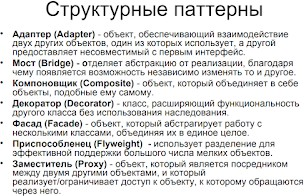 Структурные паттерны
• Адаптер (Adapter) - объект, обеспечивающий взаимодействие
двух других объектов, один из которых использует, а другой
предоставляет несовместимый с первым интерфейс.
• Мост (Bridge) - отделяет абстракцию от реализации, благодаря
чему появляется возможность независимо изменять то и другое.
• Компоновщик (Composite) - объект, который объединяет в себе
объекты, подобные ему самому.
• Декоратор (Decorator) - класс, расширяющий функциональность
другого класса без использования наследования.
• Фасад (Facade) - объект, который абстрагирует работу с
несколькими классами, объединяя их в единое целое.
• Приспособленец (Flyweight) - использует разделение для
эффективной поддержки большого числа мелких объектов.
• Заместитель (Proxy) - объект, который является посредником
между двумя другими объектами, и который
реализует/ограничивает доступ к объекту, к которому обращаются
через него.